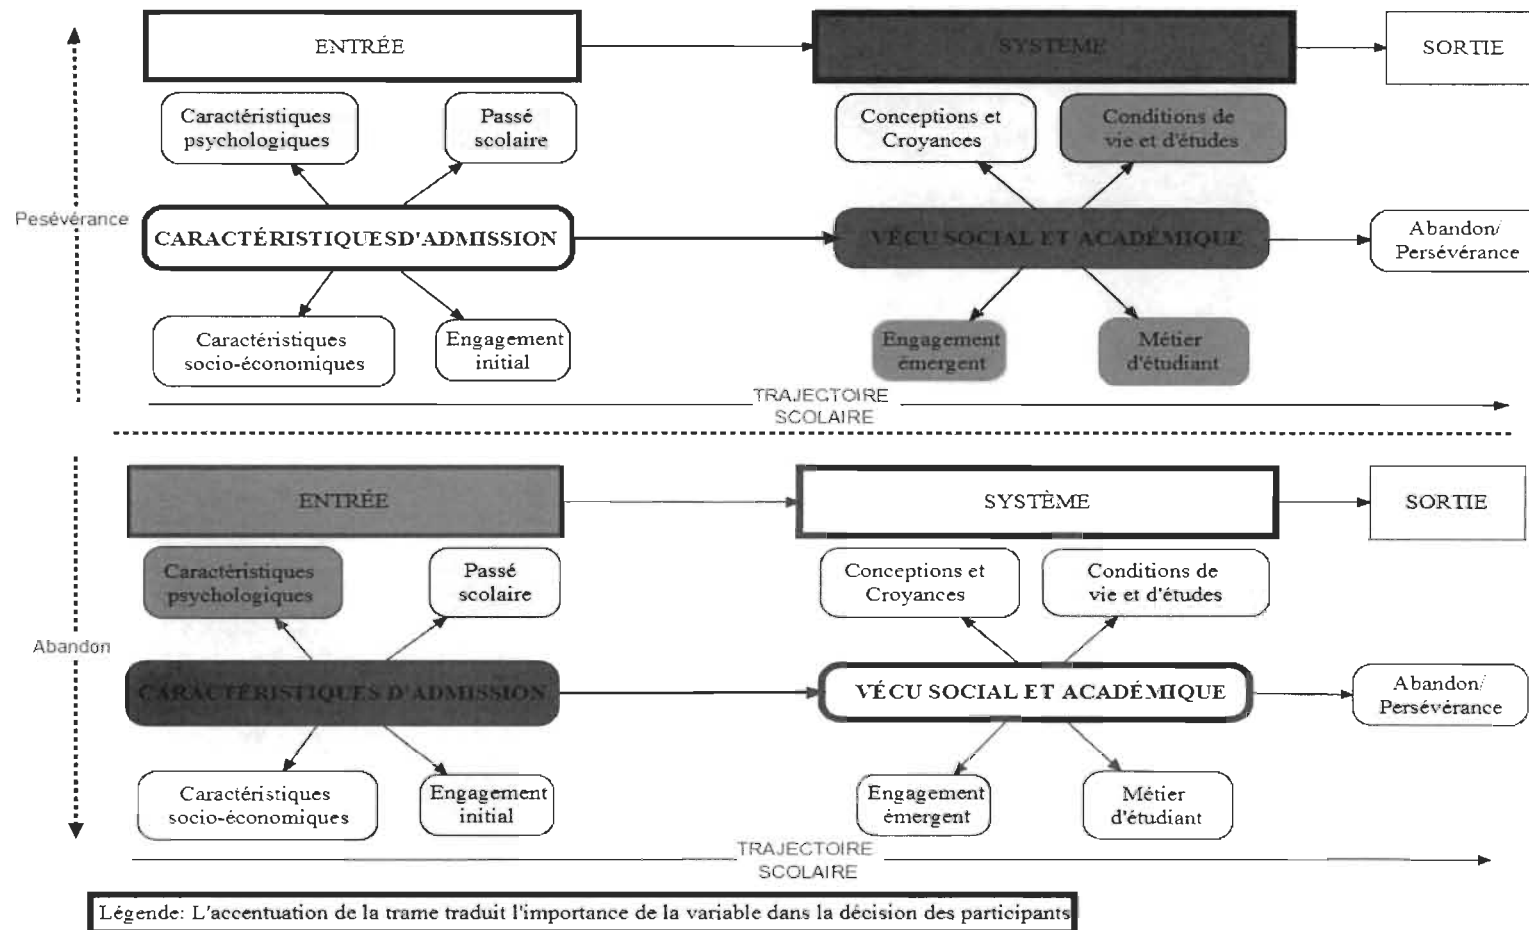 ENTRÉE
SYSTÈME
SORTIE
Caractéristiques
psychologiques
Passé
scolaire
Conceptions et
Croyances
Conditions de
vie et d'études
Pesévérance
CARACTÉRISTIQUES D'ADMISSION
VÉCU SOCIAL ET ACADÉMIQUE
Abandon/
Persévérance
Caractéristiques
socio-économiques
Engagement
initial
Engagement
émergent
Métier
d'étudiant
TRAJECTOIRE
SCOLAIRE
ENTRÉE
SYSTÈME
SORTIE
Caractéristiques
psychologiques
Passé
scolaire
Conceptions et
Croyances
Conditions de
vie et d'études
Abandon
CARACTÉRISTIQUES D'ADMISSION
VÉCU SOCIAL ET ACADÉMIQUE
Abandon/
Persévérance
Caractéristiques
socio-économiques
Engagement
initial
Engagement
émergent
Métier
d'étudiant
TRAJECTOIRE
SCOLAIRE
Légende: L'accentuation de la trame traduit l'importance de la variable dans la décision des participants